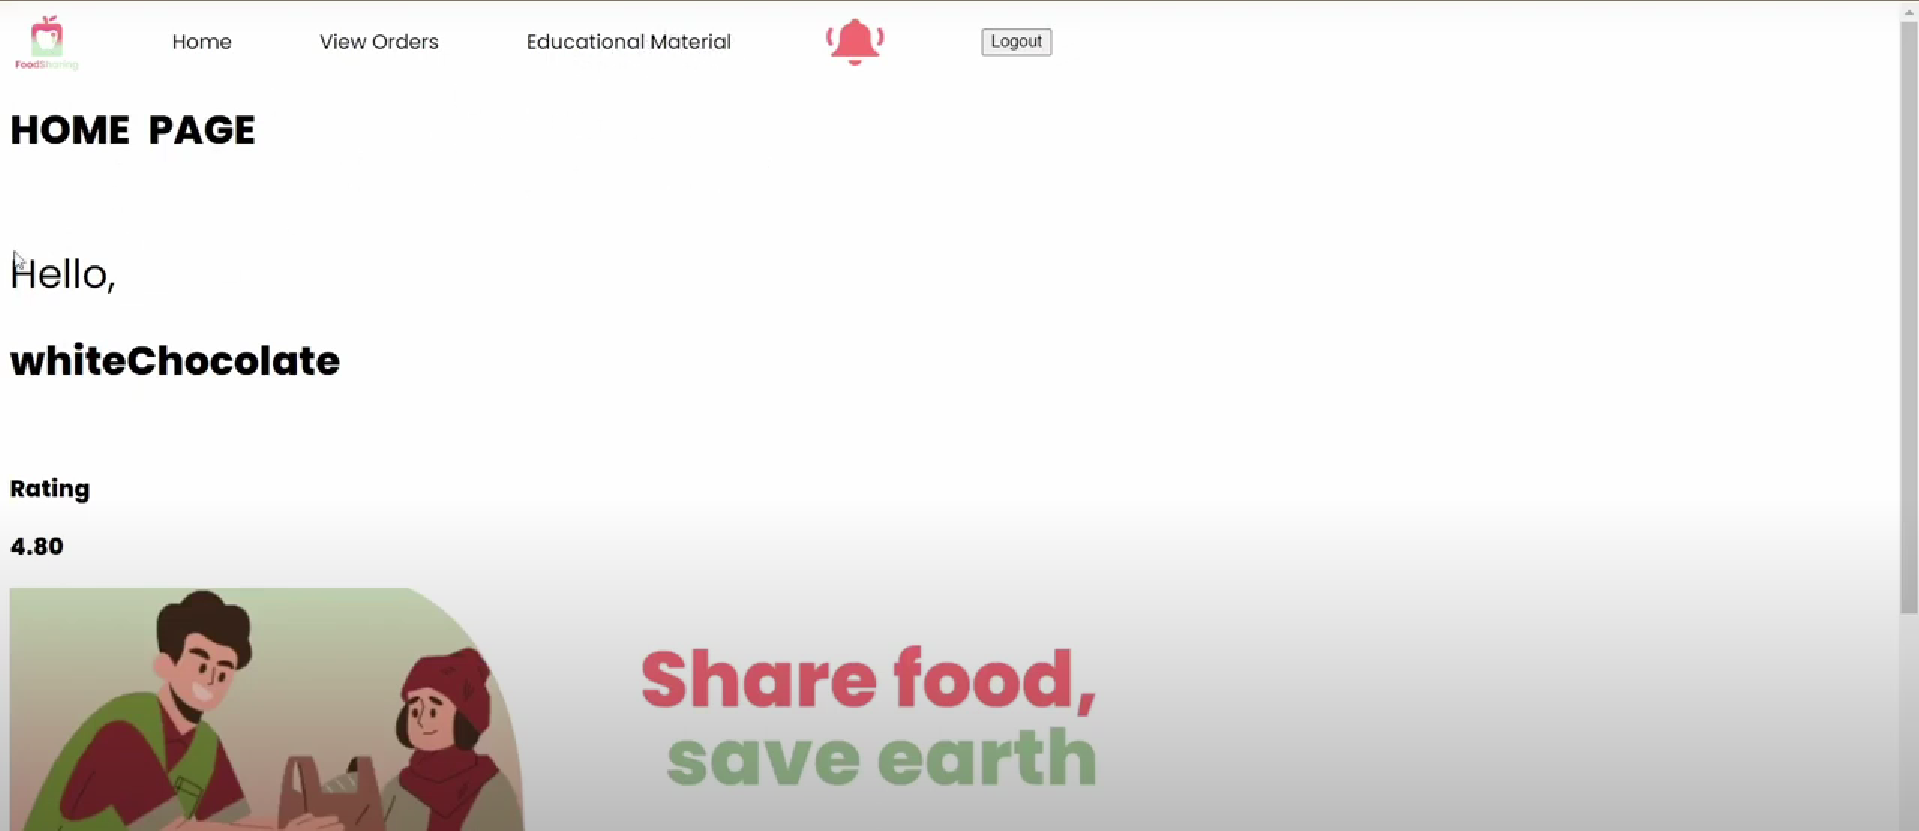 FoodSharing
Home View Orders Educational Material Logout
HOME PAGE
Hello,
whiteChocolate
Rating
4.80
Share food,
save earth